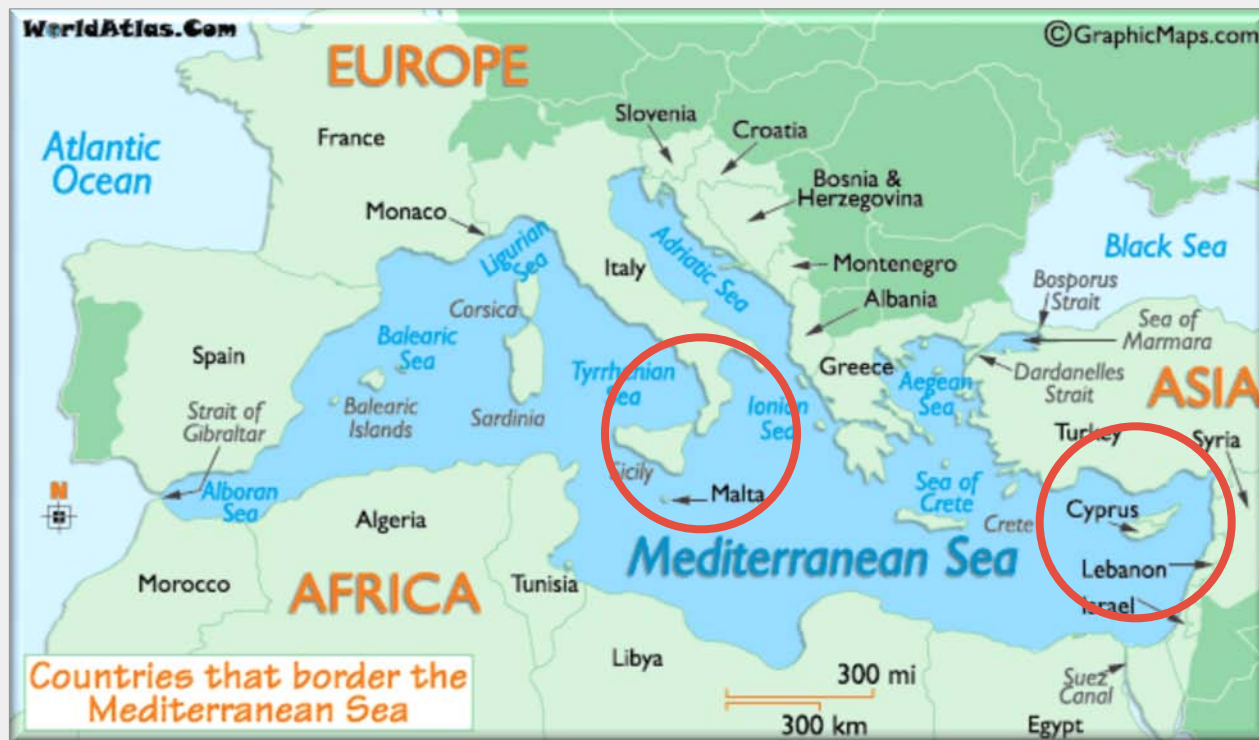 WorldAtlas.Com
©GraphicMaps.com
EUROPE
Slovenia
Croatia
France
Atlantic
Ocean
Bosnia &
Herzegovina
Monaco
Ligurian
Sea
Adriatic Sea
Italy
Black Sea
Montenegro
Bosporus
Strait
Albania
Corsica
Sea of
Marmara
Balearic
Sea
Spain
Tyrrhenian
Sea
Greece
Aegean
Sea
Dardanelles
Strait
ASIA
Ionian
Sea
Balearic
Islands
Sardinia
Strait of
Gibraltar
Turkey
Syria
Sicily
N
Alboran
Sea
Malta
Sea of
Crete
Crete
Cyprus
Algeria
Mediterranean Sea
Lebanon
Morocco
AFRICA
Tunisia
Israel
Libya
300 mi
300 km
Suez
Canal
Egypt
Countries that border the
Mediterranean Sea